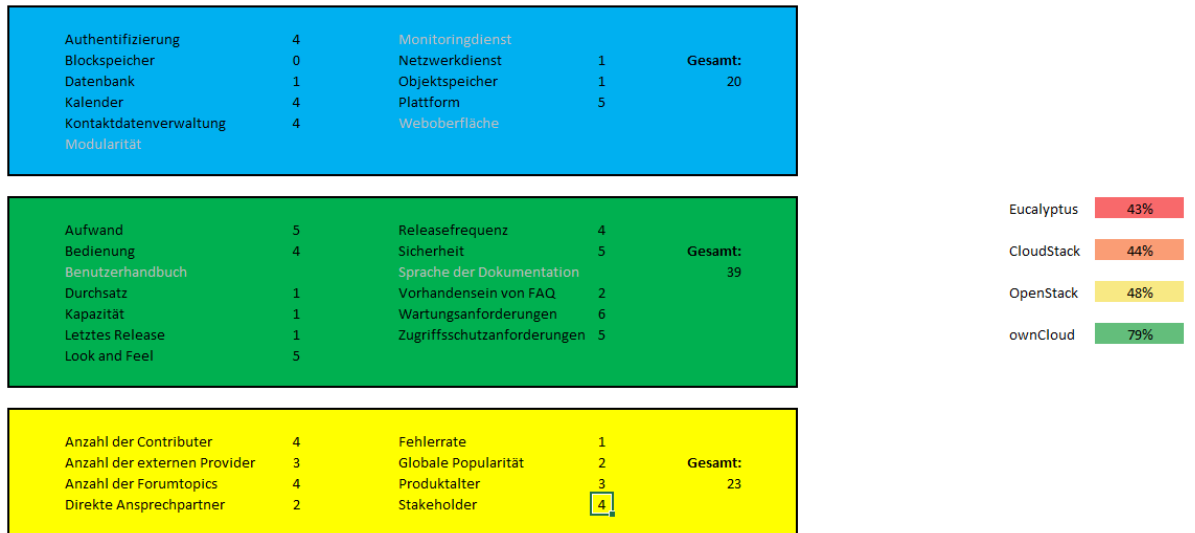 Authentifizierung 4 Monitoringdienst
Blockspeicher 0 Netzwerkdienst 1 Gesamt:
Datenbank 1 Objektspeicher 1 20
Kalender 4 Plattform 5
Kontaktdatenverwaltung 4 Weboberfläche
Modularität
Aufwand 5 Releasefrequenz 4
Bedienung 4 Sicherheit 5 Gesamt:
Benutzerhandbuch Sprache der Dokumentation 39
Durchsatz 1 Vorhandensein von FAQ 2
Kapazität 1 Wartungsanforderungen 6
Letztes Release 1 Zugriffsschutzanforderungen 5
Look and Feel 5
Eucalyptus 43%
CloudStack 44%
OpenStack 48%
ownCloud 79%
Anzahl der Contributer 4 Fehlerrate 1
Anzahl der externen Provider 3 Globale Popularität 2 Gesamt:
Anzahl der Forumtopics 4 Produktalter 3 23
Direkte Ansprechpartner 2 Stakeholder 4